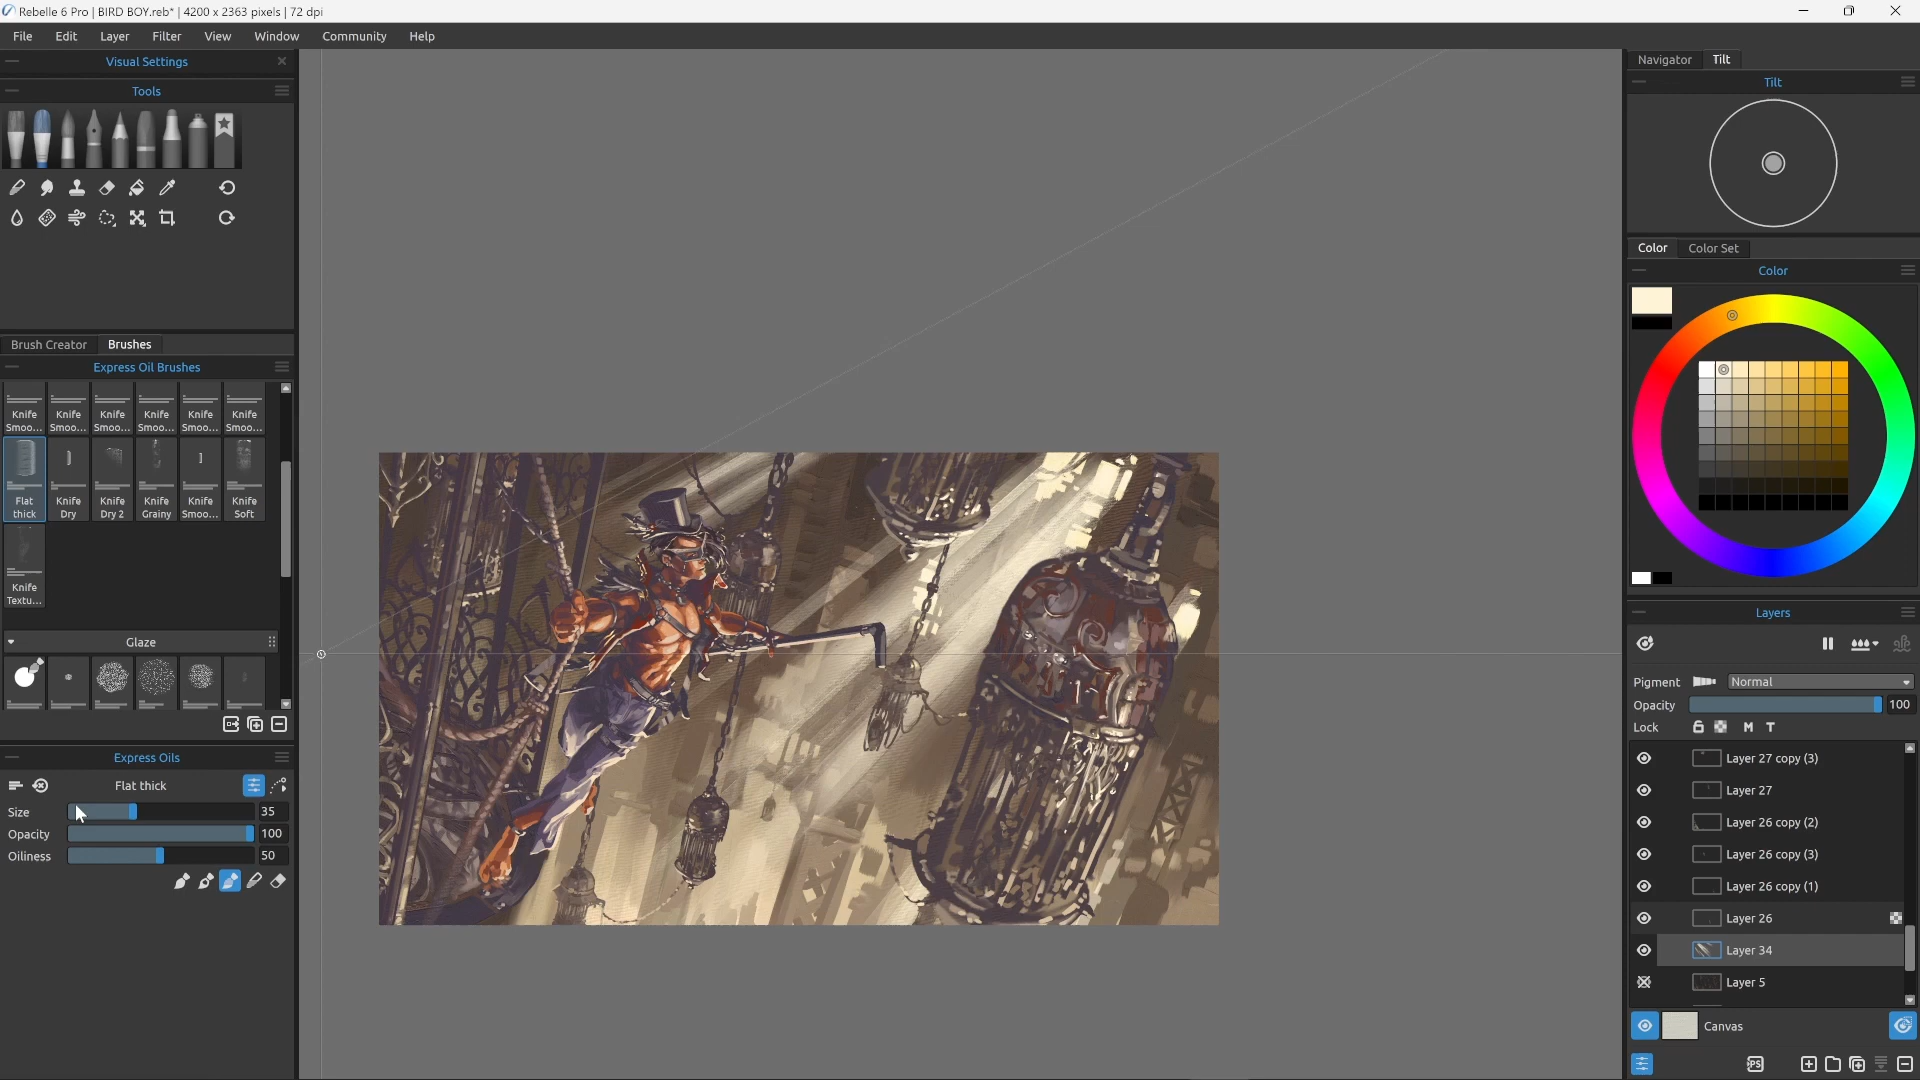 Rebelle 6 Pro | BIRD BOY.reb* | 4200 x 2363 pixels | 72 dpi
File Edit Layer Filter View Window Community Help
Visual Settings
Tools
Brush Creator Brushes
Express Oil Brushes
Knife Knife Knife Knife Knife Knife
Smoo... Smoo... Smoo... Smoo... Smoo... Smoo...
Flat Knife Knife Knife Knife Knife
thick Dry Dry 2 Grainy Smoo... Soft
Knife
Textu...
Glaze
Express Oils
Flat thick
Size 35
Opacity 100
Oiliness 50
Navigator Tilt
Tilt
Color Color Set
Color
Layers
Pigment Normal
Opacity 100
Lock M T
Layer 27 copy (3)
Layer 27
Layer 26 copy (2)
Layer 26 copy (3)
Layer 26 copy (1)
Layer 26
Layer 34
Layer 5
Canvas
PS